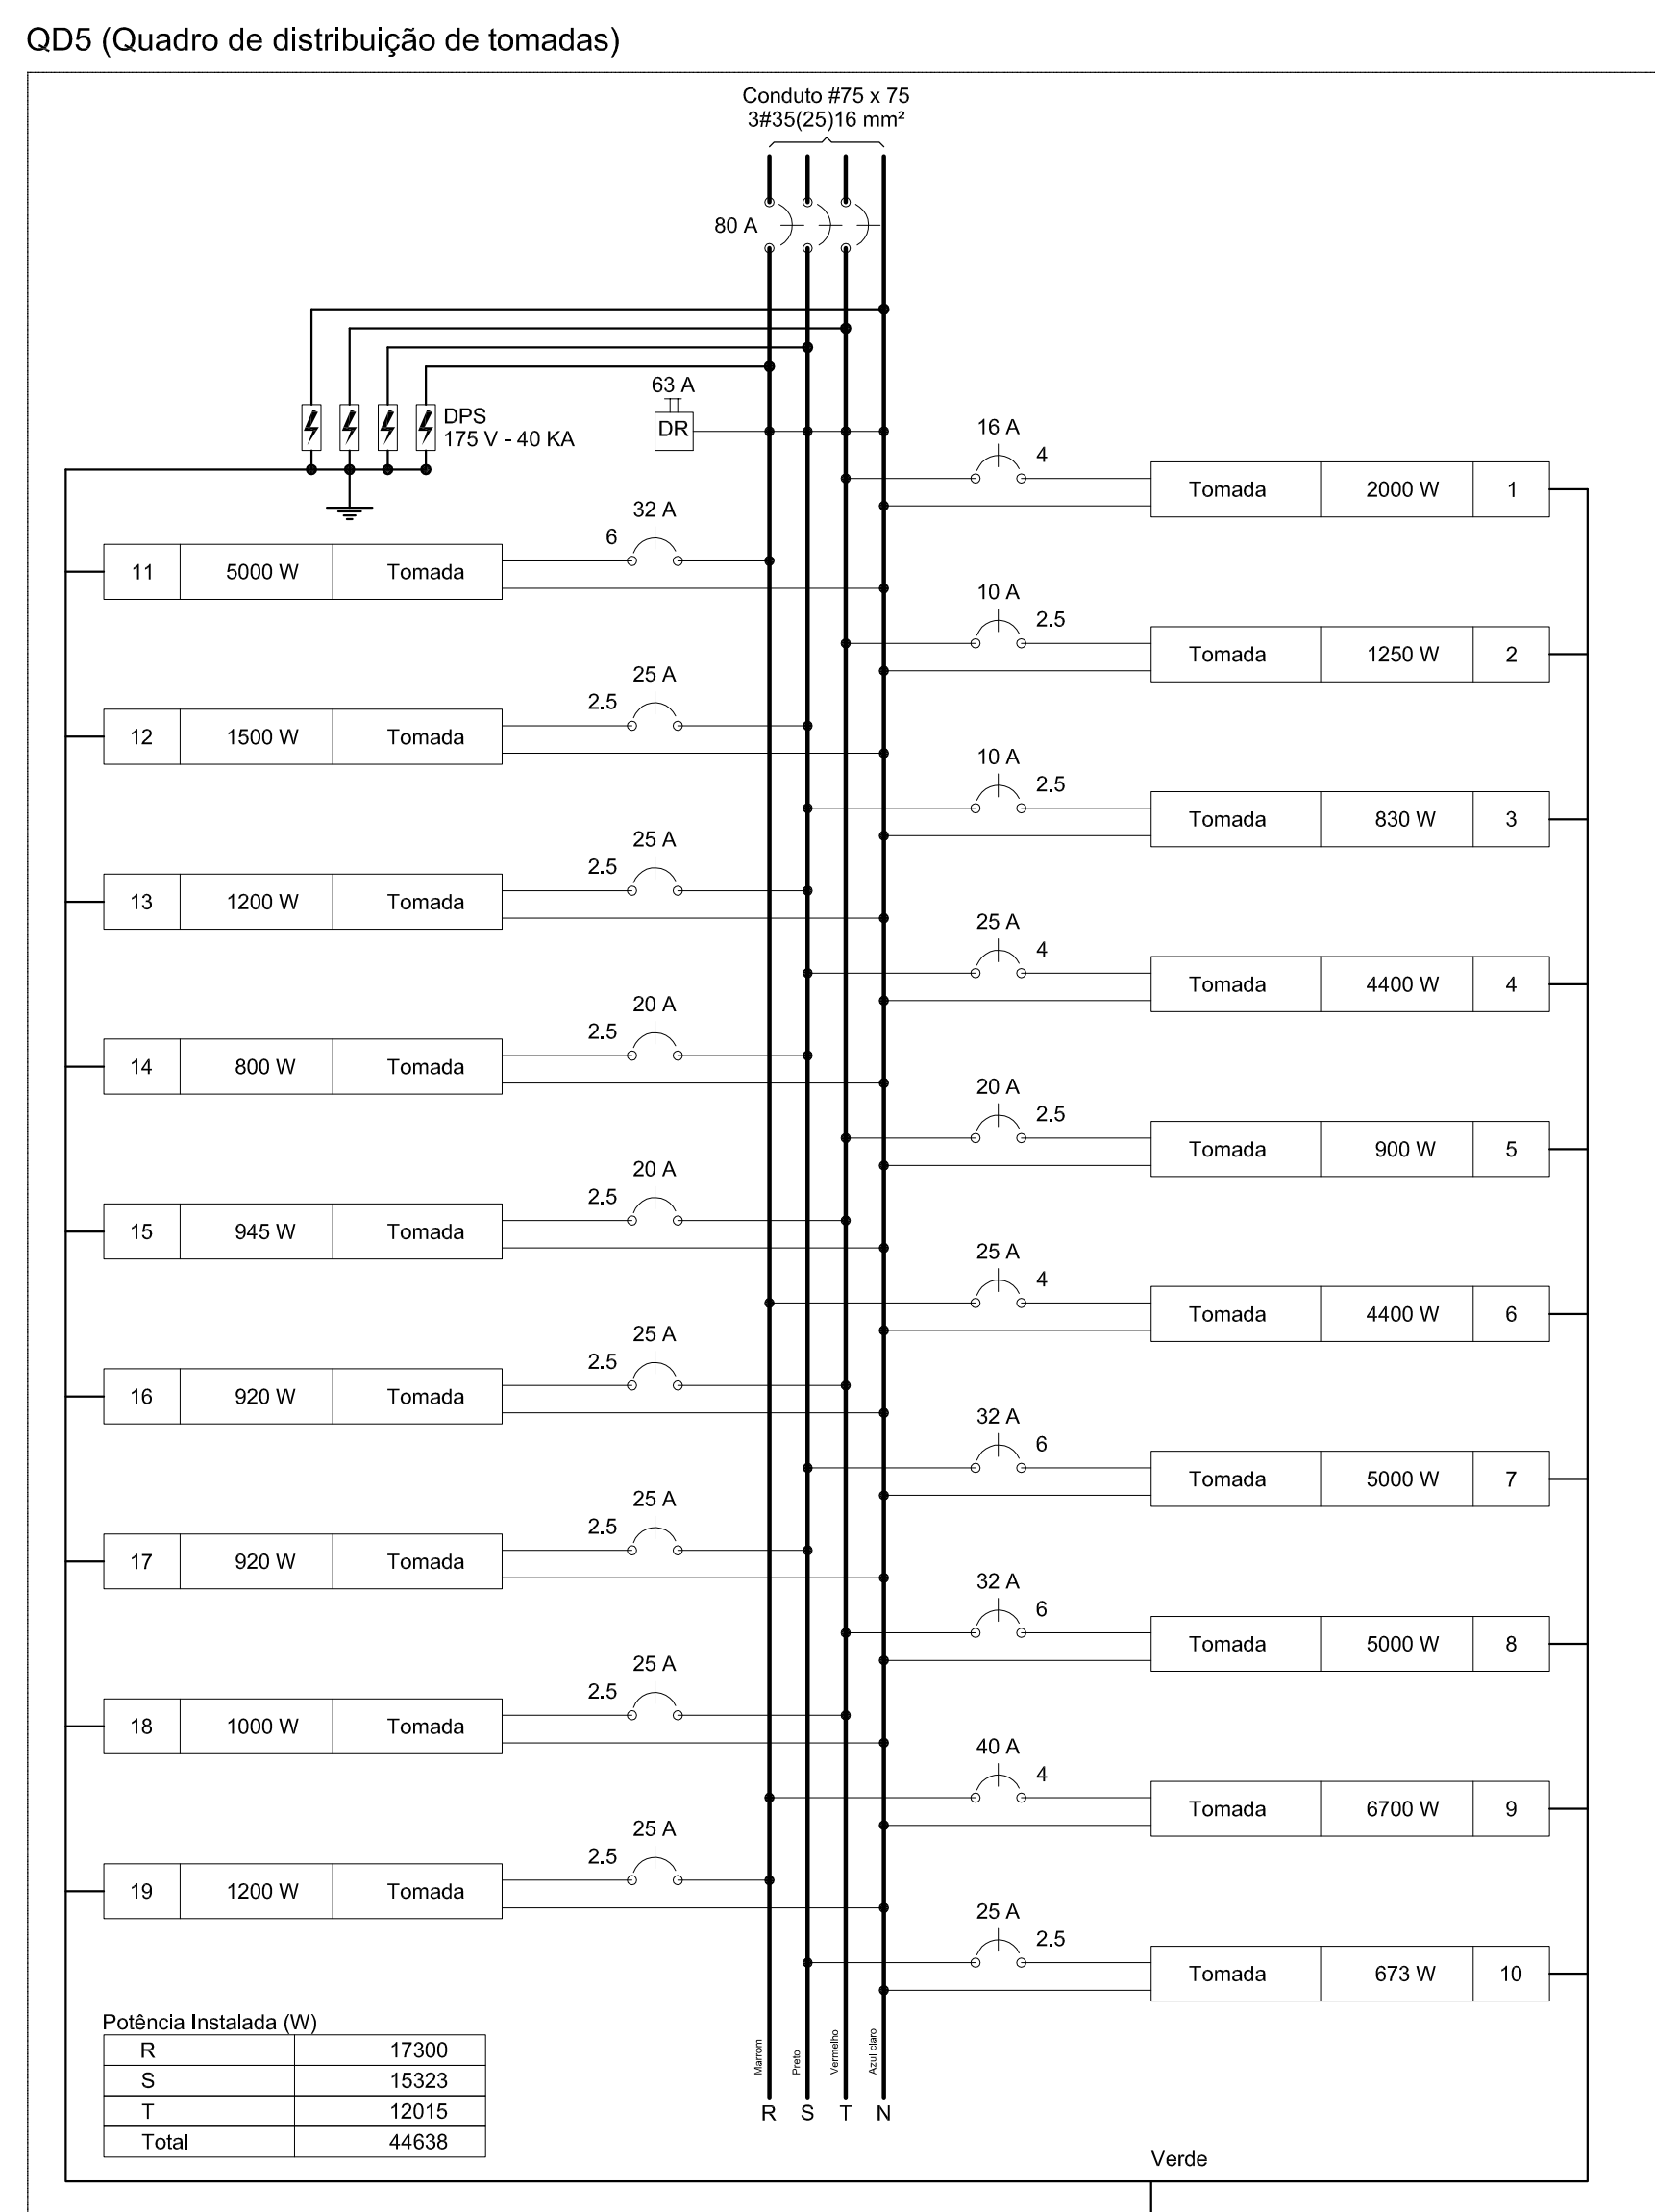 QD5 (Quadro de distribuição de tomadas)
Conduto #75 x 75
3#35(25)16 mm²
80 A
63 A
DR
DPS
175 V - 40 KA
16 A
4
Tomada 2000 W 1
32 A
6
11 5000 W Tomada
10 A
2.5
Tomada 1250 W 2
25 A
2.5
12 1500 W Tomada
10 A
2.5
Tomada 830 W 3
25 A
2.5
13 1200 W Tomada
25 A
4
Tomada 4400 W 4
20 A
2.5
14 800 W Tomada
20 A
2.5
Tomada 900 W 5
20 A
2.5
15 945 W Tomada
25 A
4
Tomada 4400 W 6
25 A
2.5
16 920 W Tomada
32 A
6
Tomada 5000 W 7
25 A
2.5
17 920 W Tomada
32 A
6
Tomada 5000 W 8
25 A
2.5
18 1000 W Tomada
40 A
4
Tomada 6700 W 9
25 A
2.5
19 1200 W Tomada
25 A
2.5
Tomada 673 W 10
Potência Instalada (W)
R 17300
S 15323
T 12015
Total 44638
Marrom
Preto
Vermelho
Azul claro
R S T N
Verde